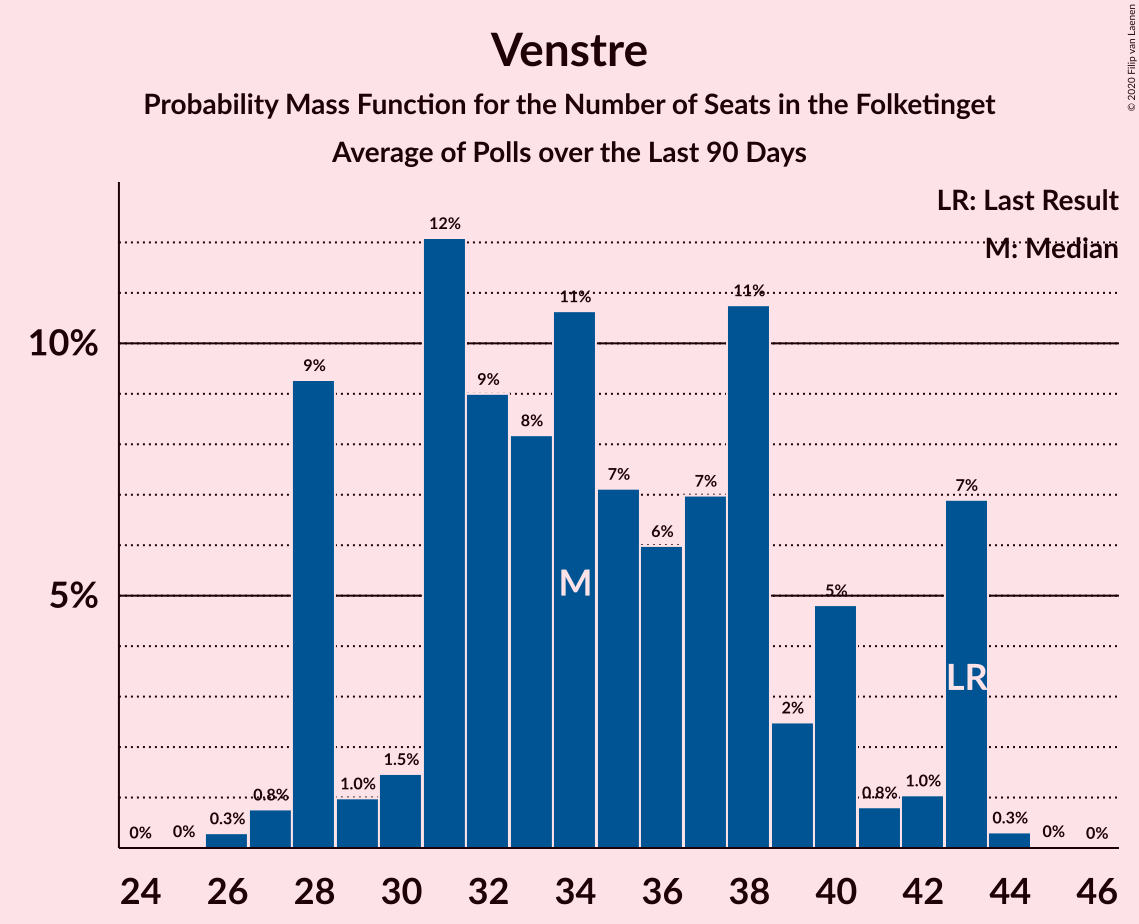 Venstre
Probability Mass Function for the Number of Seats in the Folketinget
Average of Polls over the Last 90 Days
© 2020 Filip van Laenen
LR: Last Result
M: Median
10%
5%
0%
0%
0.3%
0.8%
9%
1.0%
1.5%
12%
9%
8%
11%
7%
6%
7%
11%
2%
5%
0.8%
1.0%
7%
0.3%
0%
0%
M
LR
24 26 28 30 32 34 36 38 40 42 44 46